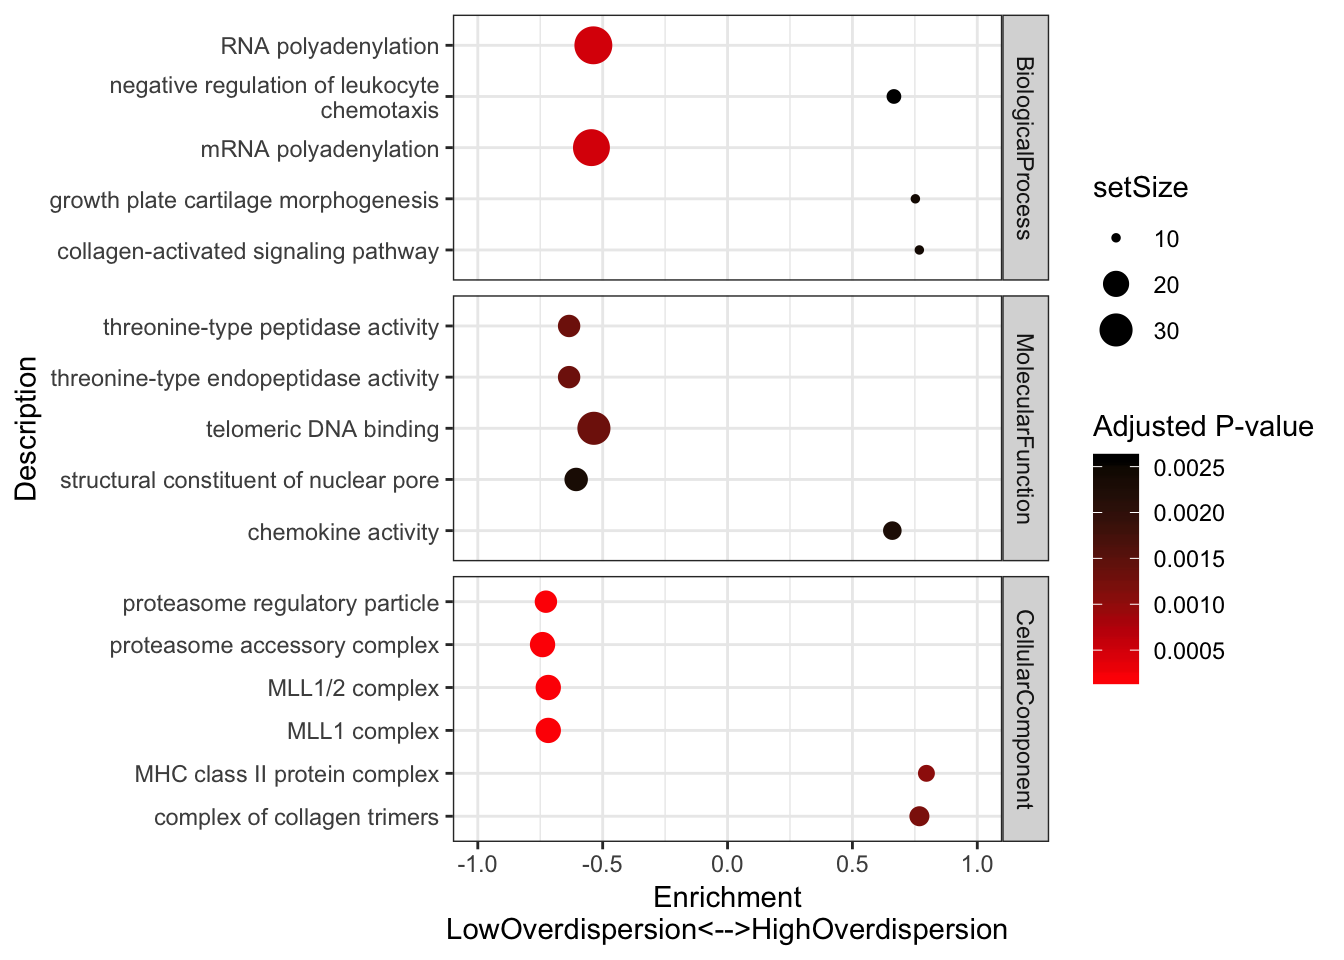 RNA polyadenylation
negative regulation of leukocyte
chemotaxis
mRNA polyadenylation
growth plate cartilage morphogenesis
collagen-activated signaling pathway
BiologicalProcess
threonine-type peptidase activity
threonine-type endopeptidase activity
telomeric DNA binding
structural constituent of nuclear pore
chemokine activity
MolecularFunction
proteasome regulatory particle
proteasome accessory complex
MLL1/2 complex
MLL1 complex
MHC class II protein complex
complex of collagen trimers
CellularComponent
Description
-1.0 -0.5 0.0 0.5 1.0
Enrichment
LowOverdispersion<-->HighOverdispersion
setSize
10
20
30
Adjusted P-value
0.0025
0.0020
0.0015
0.0010
0.0005